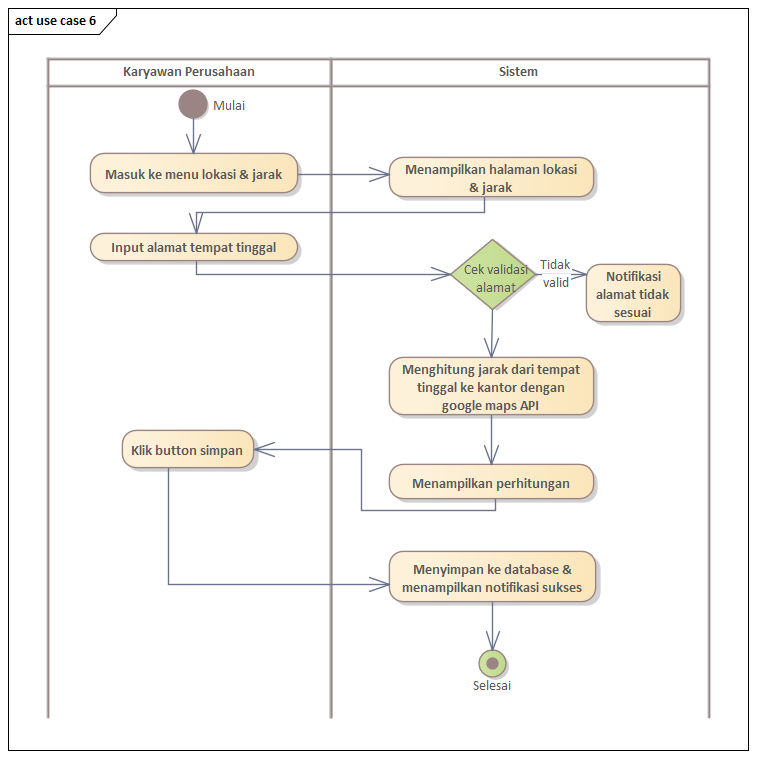 act use case 6
Karyawan Perusahaan
Sistem
Mulai
Masuk ke menu lokasi & jarak
Menampilkan halaman lokasi
& jarak
Input alamat tempat tinggal
Cek validasi
alamat
Tidak
valid
Notifikasi
alamat tidak
sesuai
Menghitung jarak dari tempat
tinggal ke kantor dengan
google maps API
Klik button simpan
Menampilkan perhitungan
Menyimpan ke database &
menampilkan notifikasi sukses
Selesai